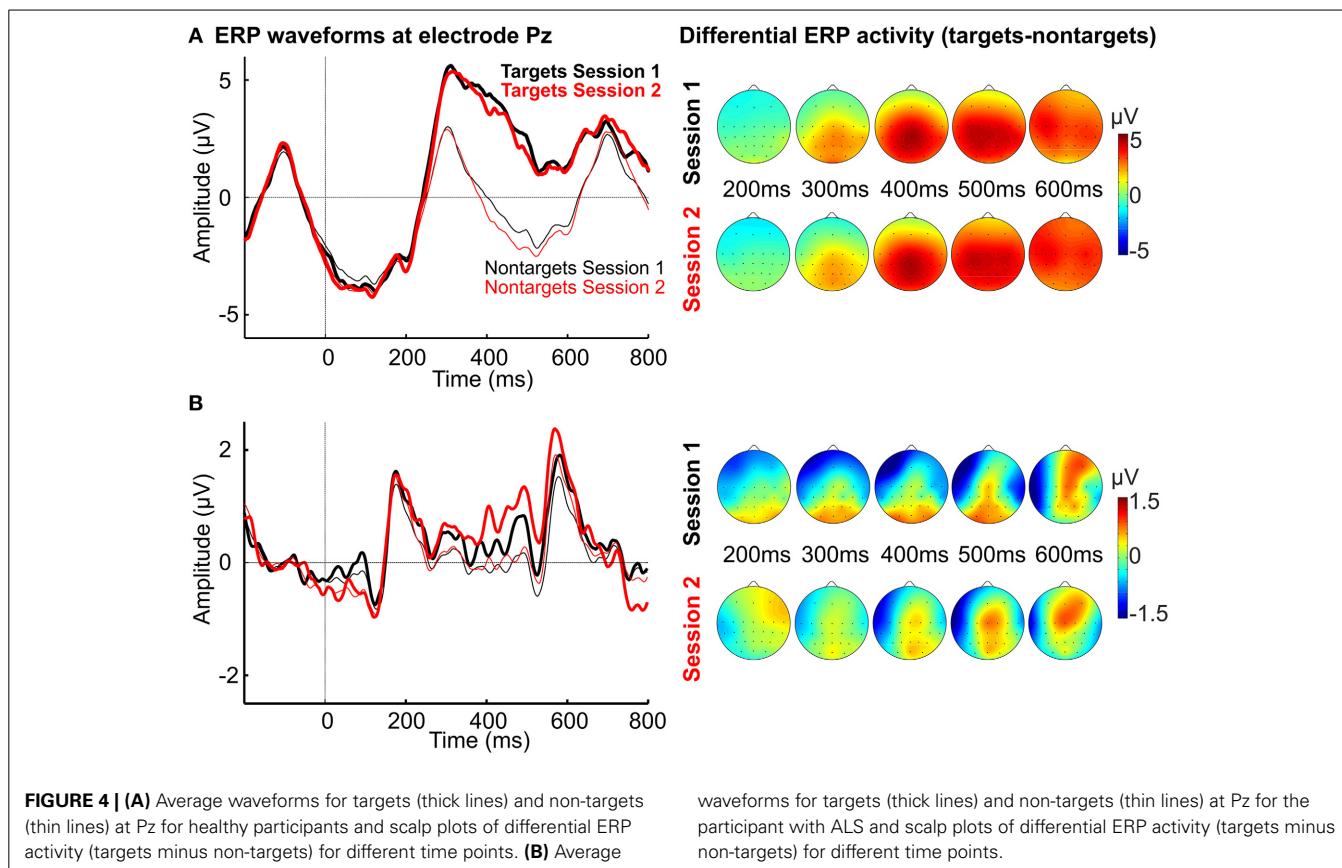 A ERP waveforms at electrode Pz
Differential ERP activity (targets-nontargets)
Targets Session 1
Targets Session 2
5
0
-5
Amplitude (µV)
Nontargets Session 1
Nontargets Session 2
0 200 400 600 800
Time (ms)
Session 1
200ms 300ms 400ms 500ms 600ms
Session 2
µV
5
0
-5
B
2
0
-2
Amplitude (µV)
0 200 400 600 800
Time (ms)
Session 1
200ms 300ms 400ms 500ms 600ms
Session 2
µV
1.5
0
-1.5
FIGURE 4 | (A) Average waveforms for targets (thick lines) and non-targets
(thin lines) at Pz for healthy participants and scalp plots of differential ERP
activity (targets minus non-targets) for different time points. (B) Average
waveforms for targets (thick lines) and non-targets (thin lines) at Pz for the
participant with ALS and scalp plots of differential ERP activity (targets minus
non-targets) for different time points.